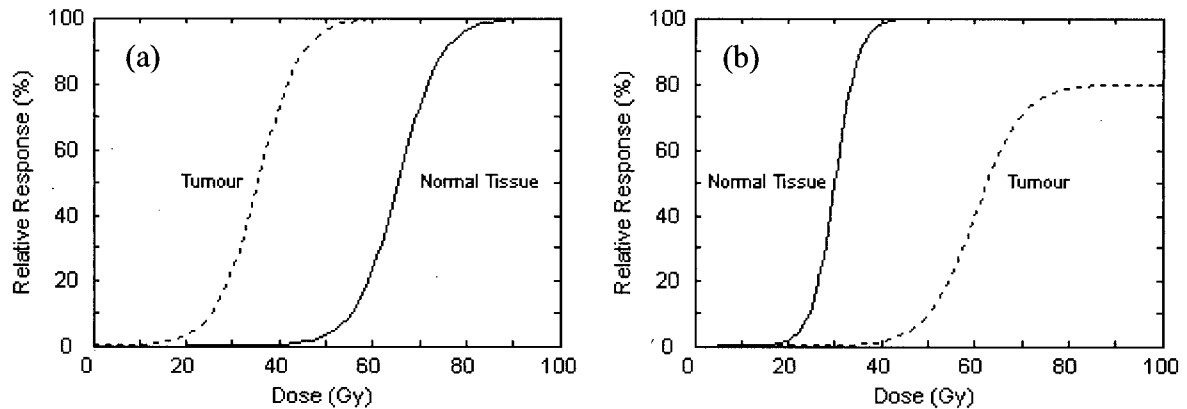 (a)
Relative Response (%)
100
80
60
40
20
0
Tumour
Normal Tissue
0 20 40 60 80 100
Dose (Gy)
(b)
Relative Response (%)
100
80
60
40
20
0
Normal Tissue
Tumour
0 20 40 60 80 100
Dose (Gy)